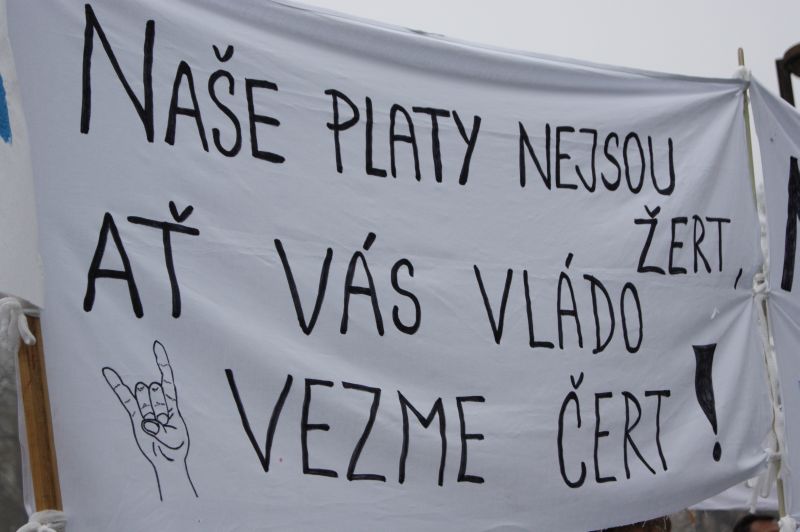 NAŠE PLATY NEJSOU
ŽERT,
AŤ VÁS VLÁDO
VEZME ČERT!